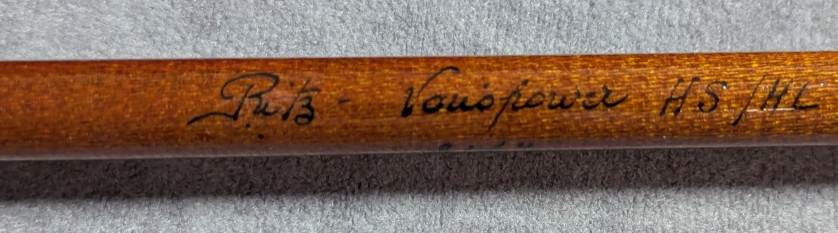 Ritz - Variopower HS/HL